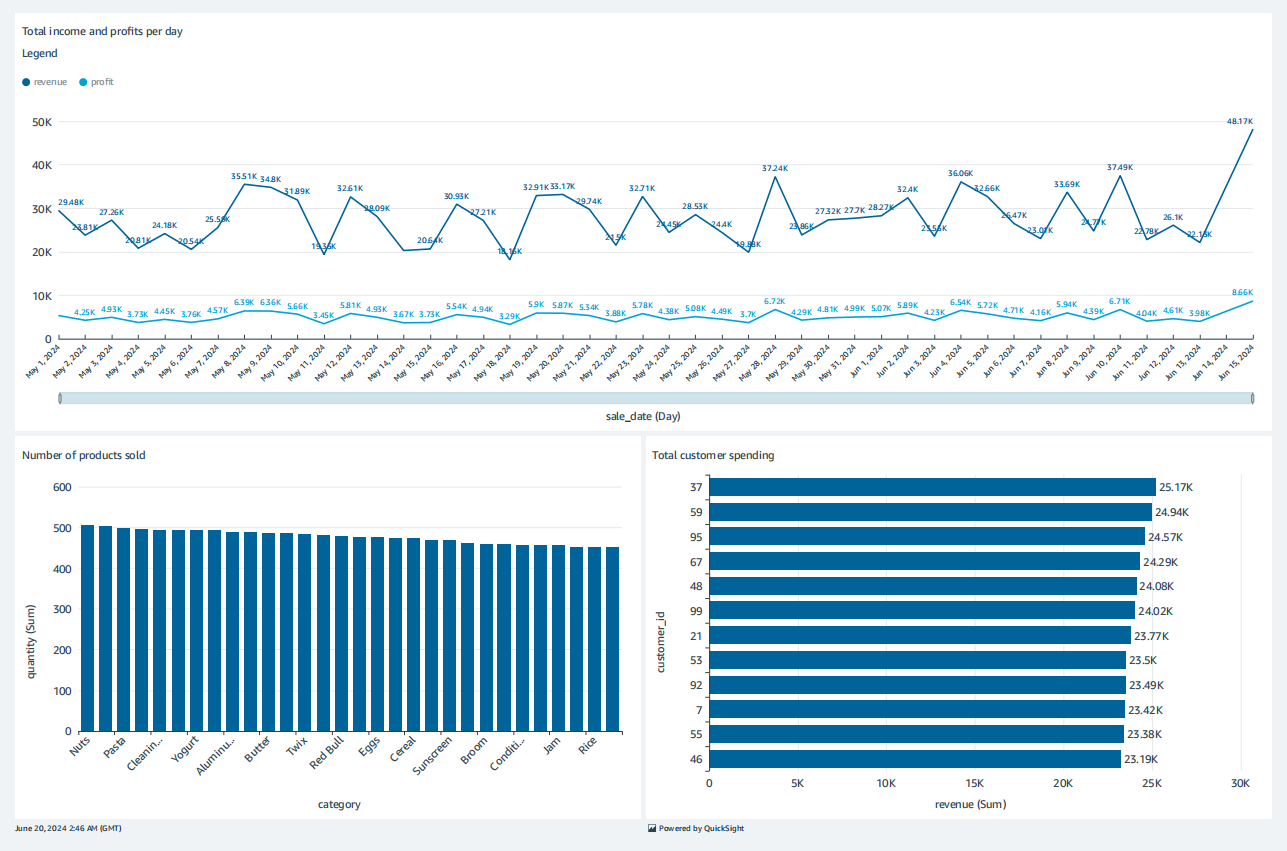 Total income and profits per day
Legend
revenue profit
50K
40K
30K
20K
10K
0
29.48K 23.81K 27.26K 20.81K 24.18K 20.54K 25.59K 35.51K 34.8K 31.89K 19.35K 32.61K 28.09K 20.64K 30.93K 27.21K 18.15K 32.91K 33.17K 29.74K 21.5K 32.71K 24.45K 28.53K 24.4K 19.88K 37.24K 23.86K 27.32K 27.7K 28.27K 32.4K 23.55K 36.06K 32.66K 26.47K 23.07K 33.69K 24.77K 37.49K 22.78K 26.1K 22.13K 48.17K
4.25K 4.93K 3.73K 4.45K 3.76K 4.57K 6.39K 6.36K 5.66K 3.45K 5.81K 4.93K 3.67K 3.73K 5.54K 4.94K 3.29K 5.9K 5.87K 5.34K 3.88K 5.78K 4.38K 5.08K 4.49K 3.7K 6.72K 4.29K 4.81K 4.99K 5.07K 5.89K 4.23K 6.54K 5.72K 4.71K 4.16K 5.94K 4.39K 6.71K 4.04K 4.61K 3.98K 8.66K
May 1, 2024 May 2, 2024 May 3, 2024 May 4, 2024 May 5, 2024 May 6, 2024 May 7, 2024 May 8, 2024 May 9, 2024 May 10, 2024 May 11, 2024 May 12, 2024 May 13, 2024 May 14, 2024 May 15, 2024 May 16, 2024 May 17, 2024 May 18, 2024 May 19, 2024 May 20, 2024 May 21, 2024 May 22, 2024 May 23, 2024 May 24, 2024 May 25, 2024 May 26, 2024 May 27, 2024 May 28, 2024 May 29, 2024 May 30, 2024 May 31, 2024 Jun 1, 2024 Jun 2, 2024 Jun 3, 2024 Jun 4, 2024 Jun 5, 2024 Jun 6, 2024 Jun 7, 2024 Jun 8, 2024 Jun 9, 2024 Jun 10, 2024 Jun 11, 2024 Jun 12, 2024 Jun 13, 2024 Jun 14, 2024 Jun 15, 2024
sale_date (Day)
Number of products sold
600
500
400
300
200
100
0
quantity (Sum)
Nuts Pasta Cleanin... Yogurt Aluminu... Butter Twix Red Bull Eggs Cereal Sunscreen Broom Conditi... Jam Rice
category
Total customer spending
customer_id
37 25.17K
59 24.94K
95 24.57K
67 24.29K
48 24.08K
99 24.02K
21 23.77K
53 23.5K
92 23.49K
7 23.42K
55 23.38K
46 23.19K
0 5K 10K 15K 20K 25K 30K
revenue (Sum)
June 20, 2024 2:46 AM (GMT)
Powered by QuickSight